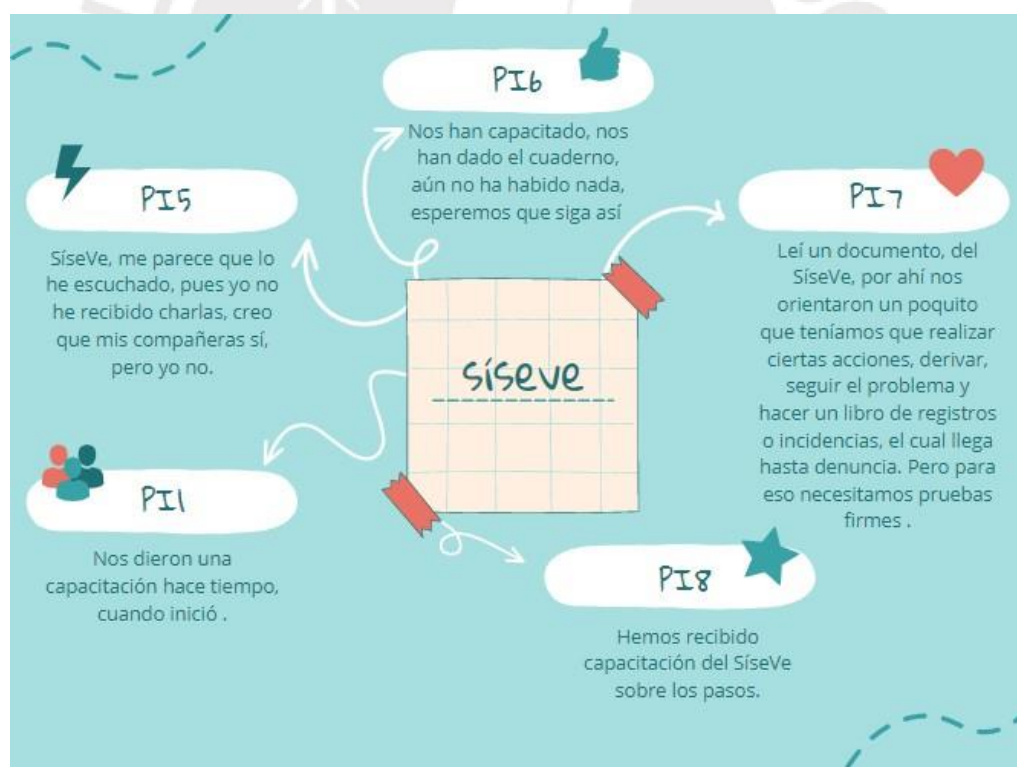 PI6
Nos han capacitado, nos
han dado el cuaderno,
aún no ha habido nada,
esperemos que siga así
PI5
SíseVe, me parece que lo
he escuchado, pues yo no
he recibido charlas, creo
que mis compañeras sí,
pero yo no.
PI7
Leí un documento, del
SíseVe, por ahí nos
orientaron un poquito
que teníamos que realizar
ciertas acciones, derivar,
seguir el problema y
hacer un libro de registros
o incidencias, el cual llega
hasta denuncia. Pero para
eso necesitamos pruebas
firmes .
síseve
PI1
Nos dieron una
capacitación hace tiempo,
cuando inició .
PI8
Hemos recibido
capacitación del SíseVe
sobre los pasos.